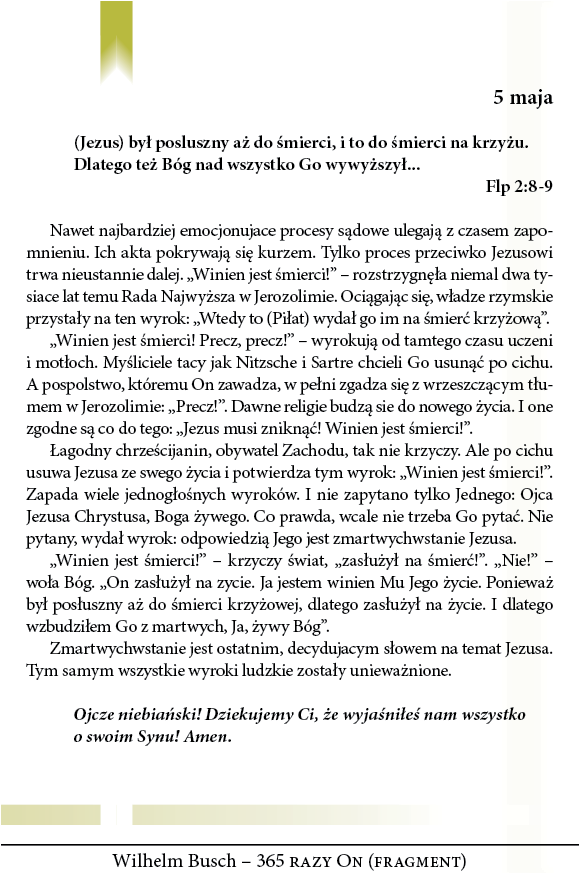 5 maja
(Jezus) był posluszny aż do śmierci, i to do śmierci na krzyżu.
Dlatego też Bóg nad wszystko Go wywyższył...
Flp 2:8-9
Nawet najbardziej emocjonujace procesy sądowe ulegają z czasem zapo-
mnieniu. Ich akta pokrywają się kurzem. Tylko proces przeciwko Jezusowi
trwa nieustannie dalej. „Winien jest śmierci!” – rozstrzygnęła niemal dwa ty-
siace lat temu Rada Najwyższa w Jerozolimie. Ociągając się, władze rzymskie
przystały na ten wyrok: „Wtedy to (Piłat) wydał go im na śmierć krzyżową”.
„Winien jest śmierci! Precz, precz!” – wyrokują od tamtego czasu uczeni
i motłoch. Myśliciele tacy jak Nitzsche i Sartre chcieli Go usunąć po cichu.
A pospolstwo, któremu On zawadza, w pełni zgadza się z wrzeszczącym tłu-
mem w Jerozolimie: „Precz!”. Dawne religie budzą sie do nowego życia. I one
zgodne są co do tego: „Jezus musi zniknąć! Winien jest śmierci!”.
Łagodny chrześcijanin, obywatel Zachodu, tak nie krzyczy. Ale po cichu
usuwa Jezusa ze swego życia i potwierdza tym wyrok: „Winien jest śmierci!”.
Zapada wiele jednogłośnych wyroków. I nie zapytano tylko Jednego: Ojca
Jezusa Chrystusa, Boga żywego. Co prawda, wcale nie trzeba Go pytać. Nie
pytany, wydał wyrok: odpowiedzią Jego jest zmartwychwstanie Jezusa.
„Winien jest śmierci!” – krzyczy świat, „zasłużył na śmierć!”. „Nie!” –
woła Bóg. „On zasłużył na zycie. Ja jestem winien Mu Jego życie. Ponieważ
był posłuszny aż do śmierci krzyżowej, dlatego zasłużył na życie. I dlatego
wzbudziłem Go z martwych, Ja, żywy Bóg”.
Zmartwychwstanie jest ostatnim, decydujacym słowem na temat Jezusa.
Tym samym wszystkie wyroki ludzkie zostały unieważnione.
Ojcze niebiański! Dziekujemy Ci, że wyjaśniłeś nam wszystko
o swoim Synu! Amen.
Wilhelm Busch – 365 razy On (fragment)